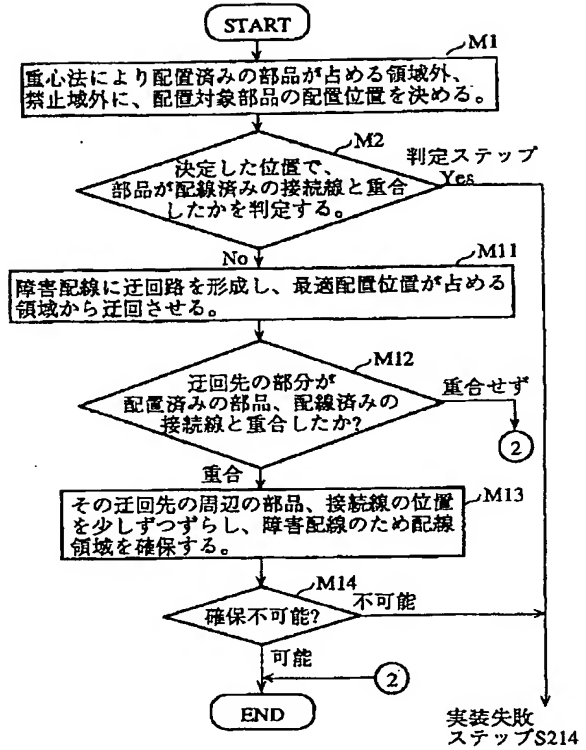 START
M1
重心法により配置済みの部品が占める領域外、
禁止域外に、配置対象部品の配置位置を決める。
M2
決定した位置で、
部品が配線済みの接続線と重合
したかを判定する。
判定ステップ
Yes
No
M11
障害配線に迂回路を形成し、最適配置位置が占める
領域から迂回させる。
M12
迂回先の部分が
配置済みの部品、配線済みの
接続線と重合したか?
重合せず
2
重合
M13
その迂回先の周辺の部品、接続線の位置
を少しずつずらし、障害配線のため配線
領域を確保する。
M14
確保不可能?
不可能
可能
2
END
実装失敗
ステップS214